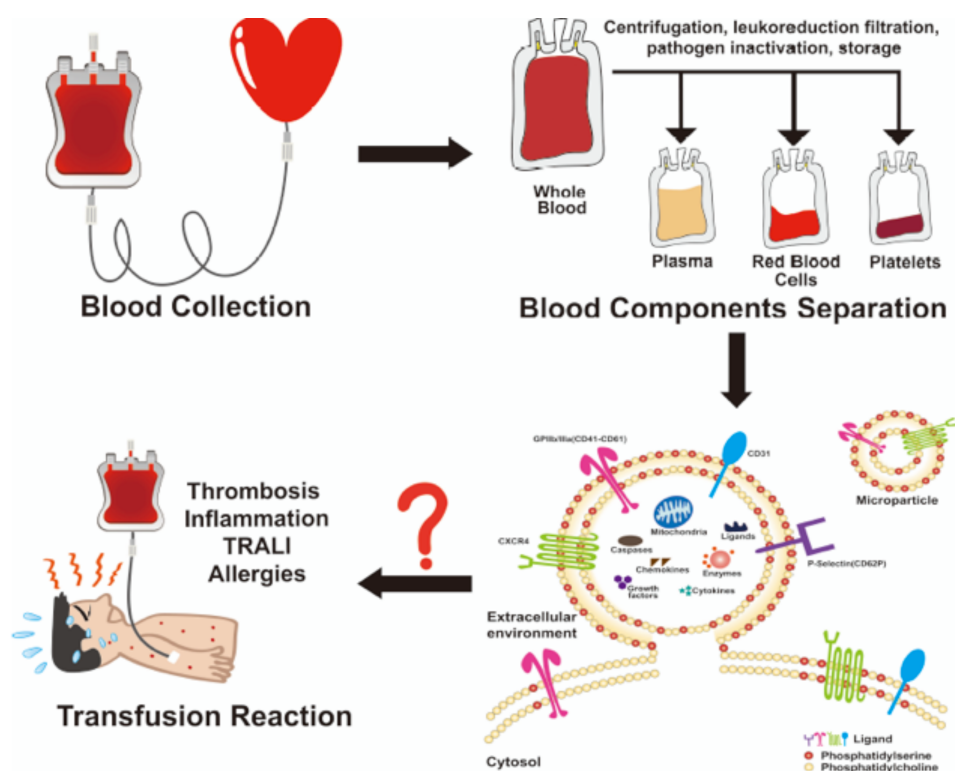 Blood Collection
Centrifugation, leukoreduction filtration,
pathogen inactivation, storage
Whole
Blood
Plasma
Red Blood
Cells
Platelets
Blood Components Separation
GPIIb/IIIa(CD41-CD61)
CD31
Microparticle
CXCR4
Mitochondria
Ligands
Caspases
Chemokines
Enzymes
Growth
factors
Cytokines
P-Selectin(CD62P)
Extracellular
environment
Cytosol
Ligand
Phosphatidylserine
Phosphatidylcholine
?
Thrombosis
Inflammation
TRALI
Allergies
Transfusion Reaction